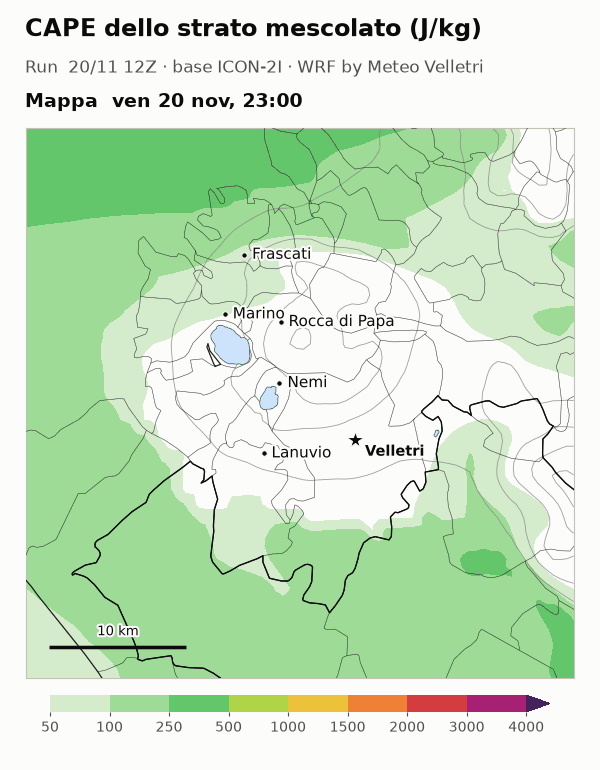 CAPE dello strato mescolato (J/kg)
Run  20/11 12Z · base ICON-2I · WRF by Meteo Velletri
Mappa  ven 20 nov, 23:00
Frascati
Marino
Rocca di Papa
Nemi
Velletri
Lanuvio
10 km
50 100 250 500 1000 1500 2000 3000 4000